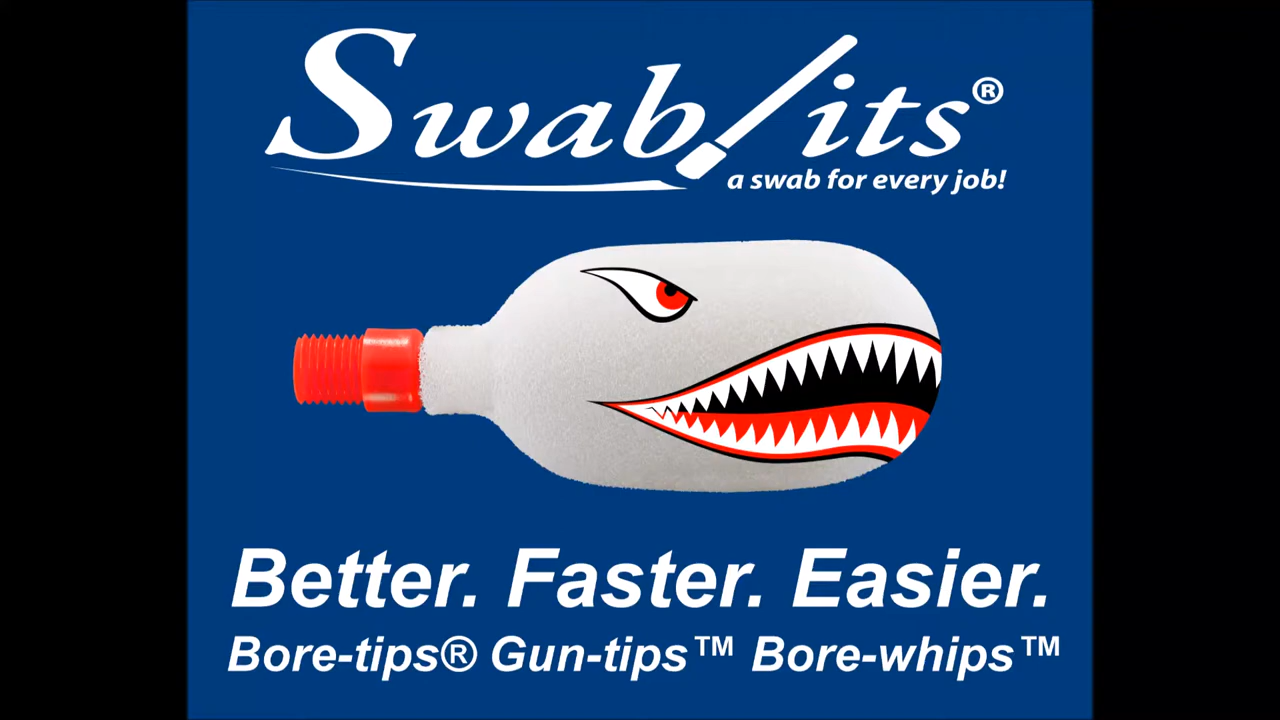 Swab/its®
a swab for every job!
Better. Faster. Easier.
Bore-tips® Gun-tips™ Bore-whips™